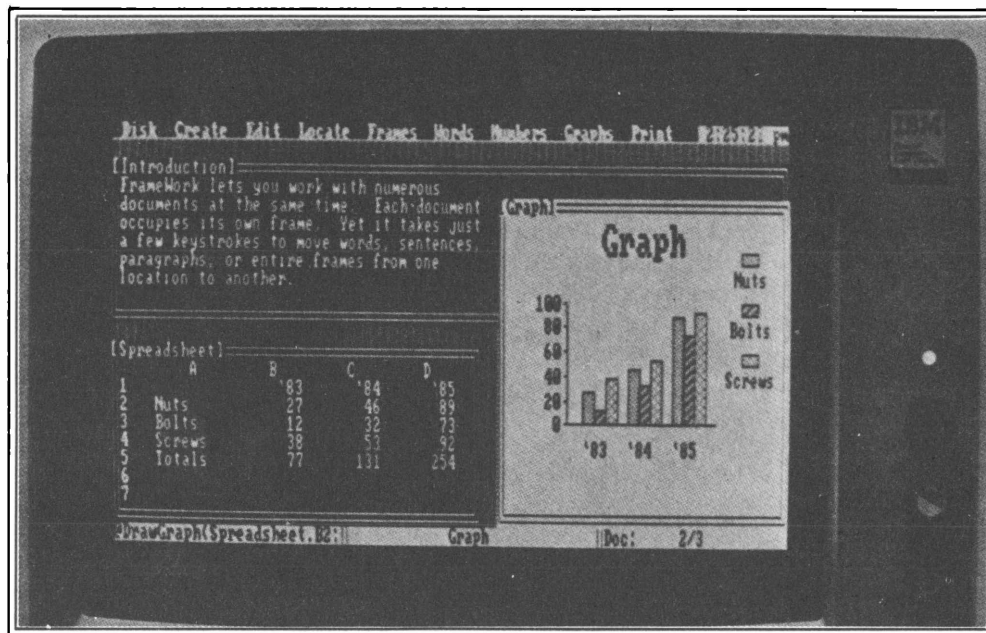 Disk Create Edit Locate Frames Words Numbers Graphs Print
[Introduction]
FrameWork lets you work with numerous
documents at the same time. Each document
occupies its own frame. Yet it takes just
a few keystrokes to move words, sentences,
paragraphs, or entire frames from one
location to another.
[Graph]
Graph
Nuts
Bolts
Screws
100
80
60
40
20
0
'83 '84 '85
[Spreadsheet]
A B C D
1 '83 '84 '85
2 Nuts 27 46 89
3 Bolts 12 32 73
4 Screws 38 53 92
5 Totals 77 131 254
6
7
@DrawGraph(Spreadsheet.B2: Graph Doc: 2/3
IBM